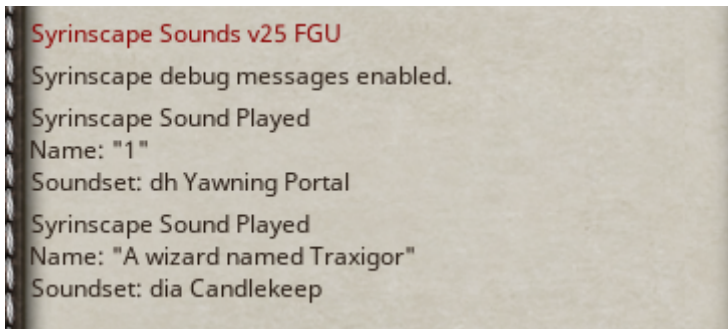 Syrinscape Sounds v25 FGU
Syrinscape debug messages enabled.
Syrinscape Sound Played
Name: "1"
Soundset: dh Yawning Portal
Syrinscape Sound Played
Name: "A wizard named Traxigor"
Soundset: dia Candlekeep